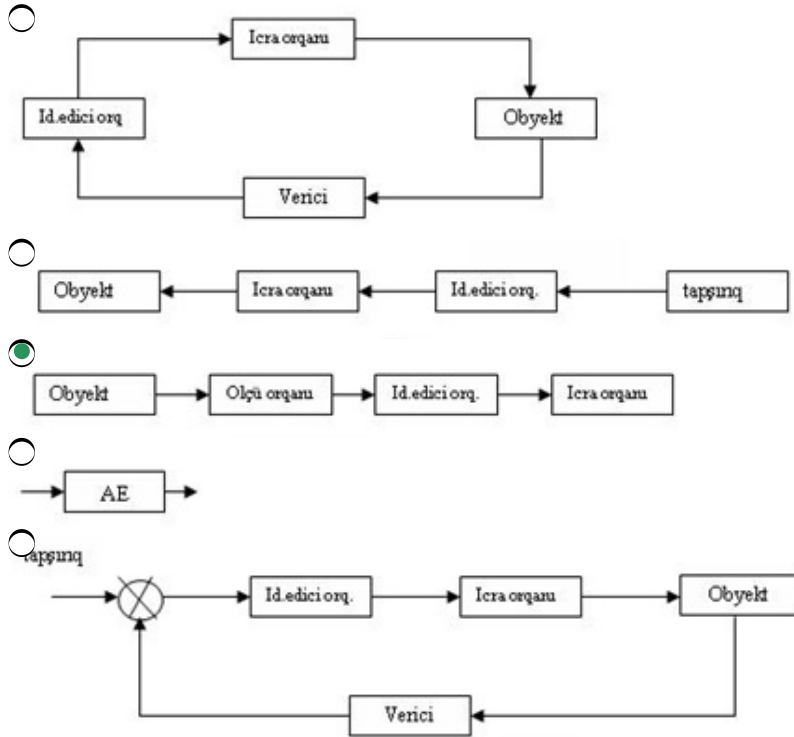 Icra orqanı
Id.edici orq
Obyekt
Verici
Obyekt
Icra orqanı
Id.edici orq.
tapşırıq
Obyekt
Olçü orqanı
Id.edici orq.
Icra orqanı
AE
tapşırıq
Id.edici orq.
Icra orqanı
Obyekt
Verici